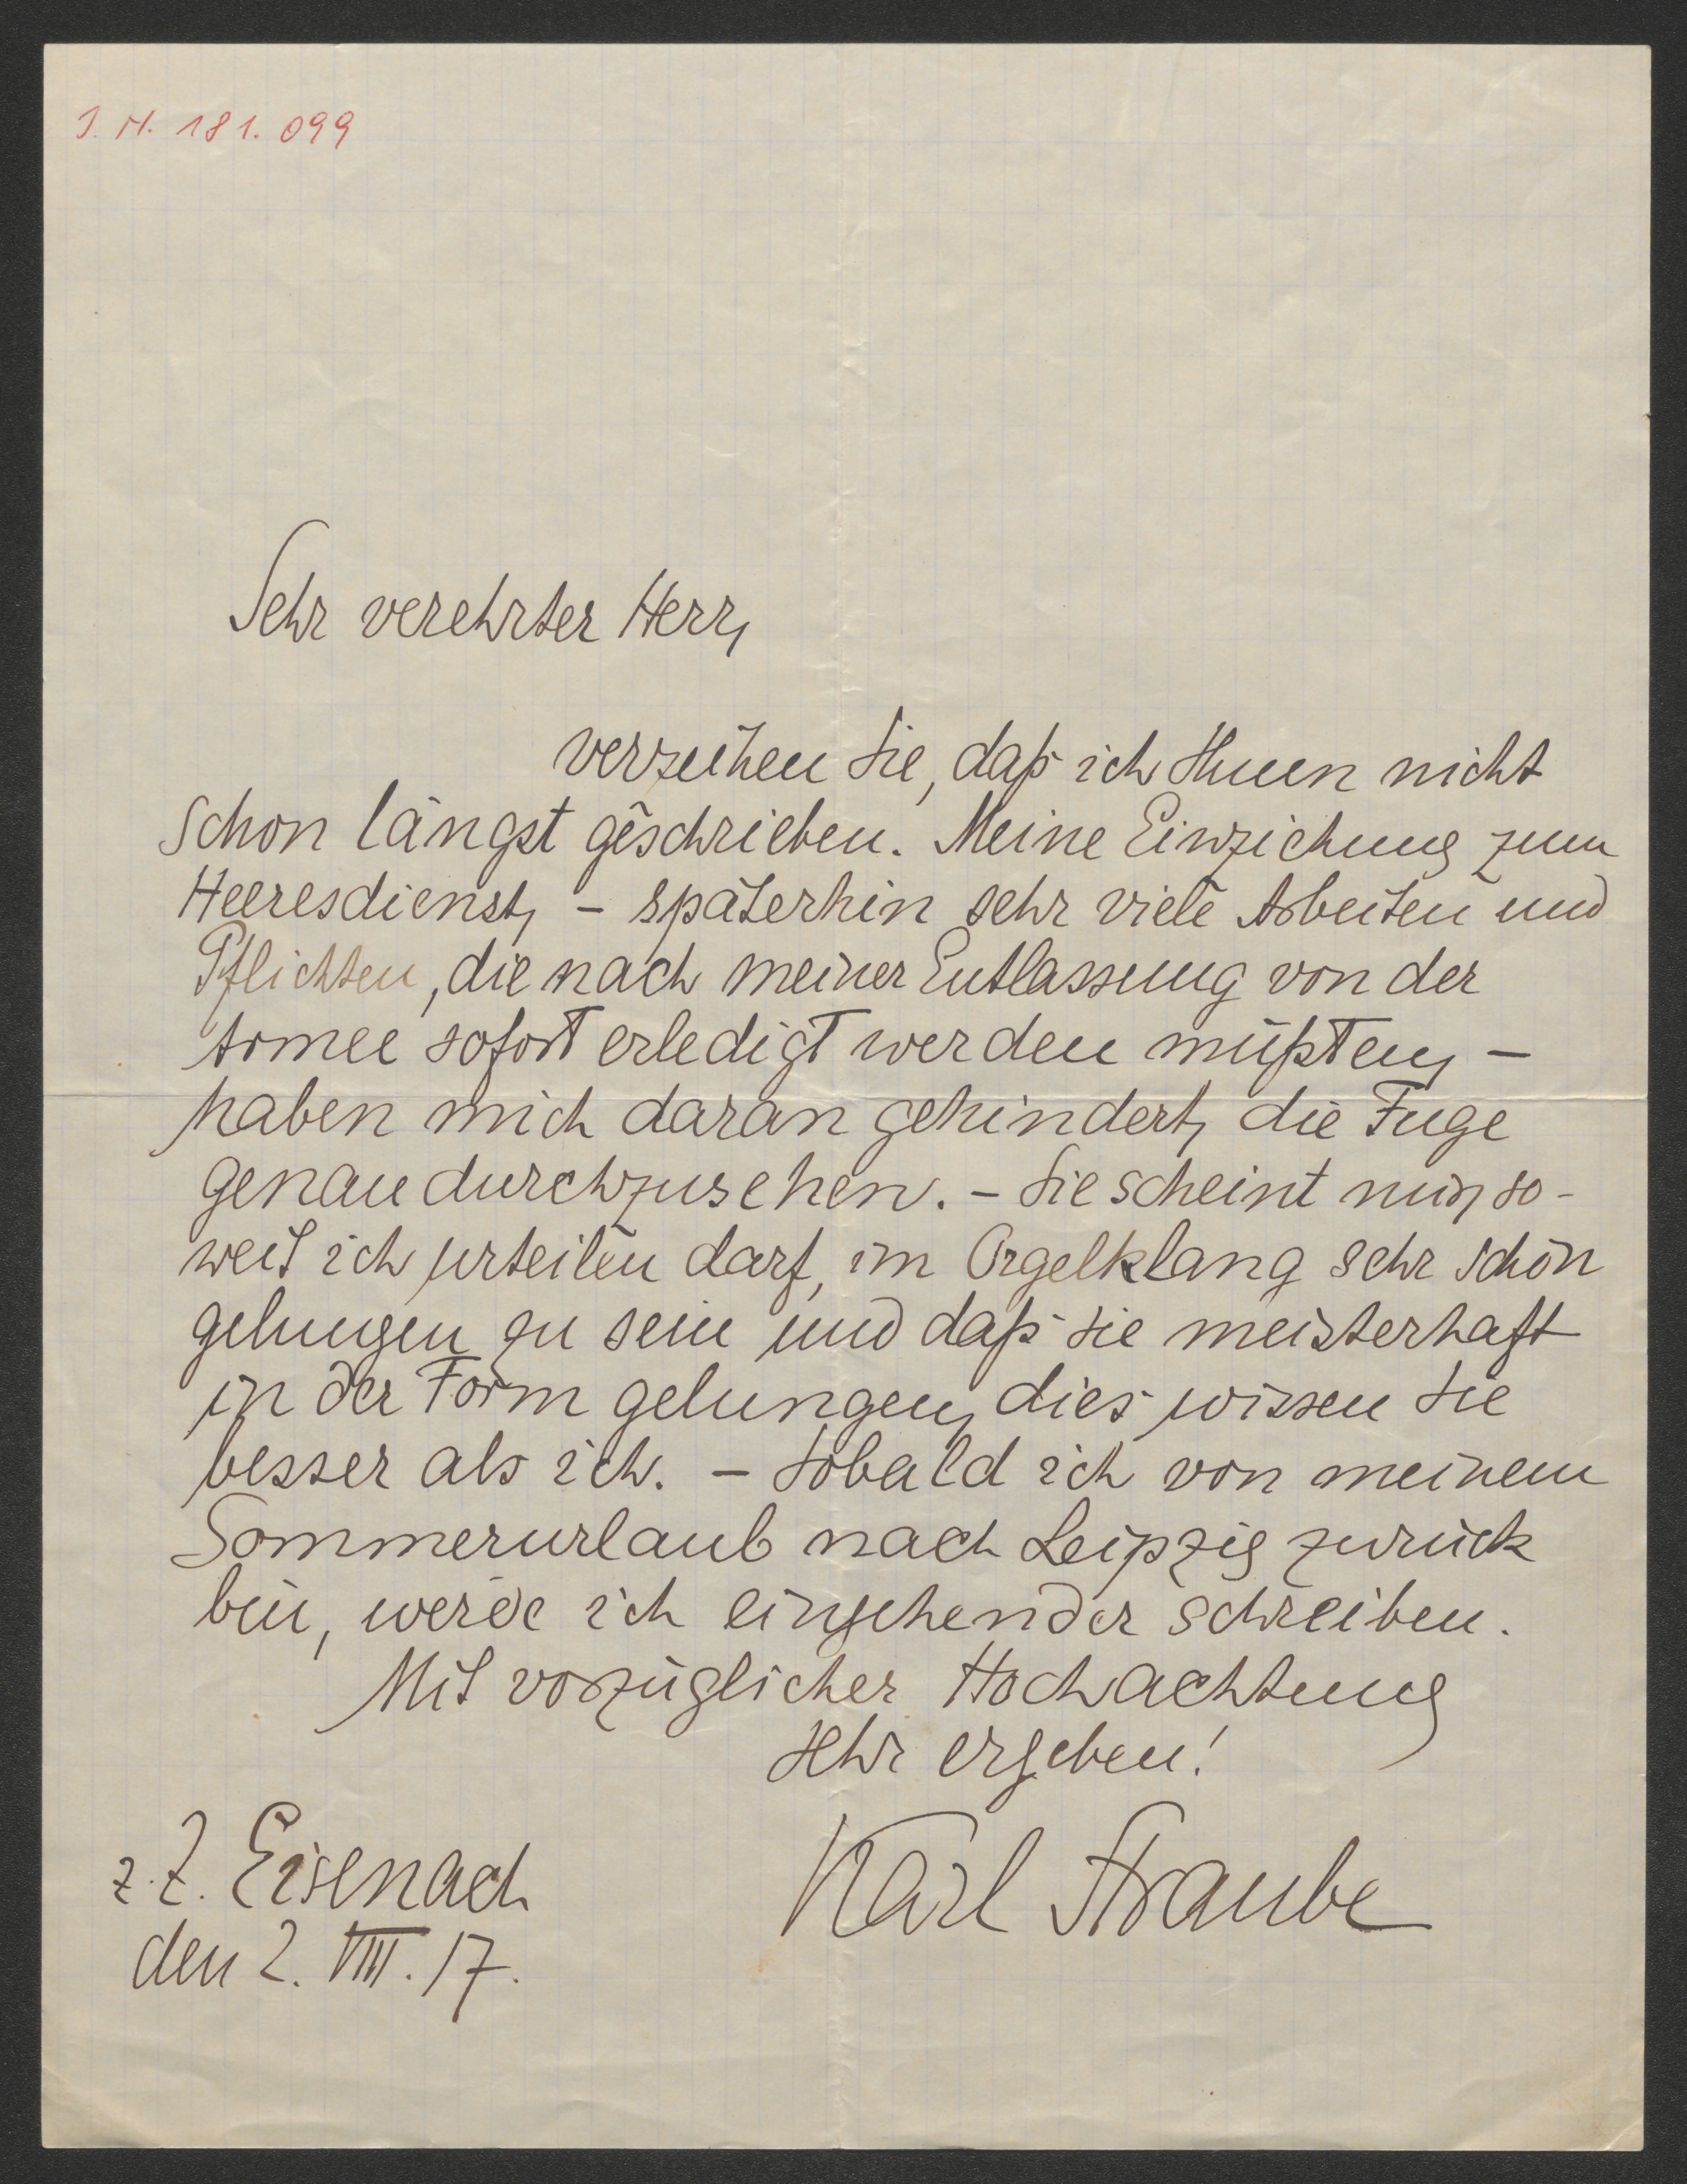 J. N. 181.099
Sehr verehrter Herr,
verzeihen Sie, daß ich Ihnen nicht
schon längst geschrieben. Meine Einziehung zum
Heeresdienst, – späterhin sehr viele Arbeiten und
Pflichten, die nach meiner Entlassung von der
Armee sofort erledigt werden müßten, –
haben mich daran gehindert, die Fuge
genau durchzusehen. – Sie scheint mir, so-
weit ich urteilen darf, im Orgelklang sehr schön
gelungen zu sein und daß sie meisterhaft
in der Form gelungen, dies wissen Sie
besser als ich. – Sobald ich von meinem
Sommerurlaub nach Leipzig zurück
bin, werde ich eingehender schreiben.
Mit vorzüglicher Hochachtung
sehr ergeben!
Karl Straube
z. Z. Eisenach
den 2. VIII. 17.